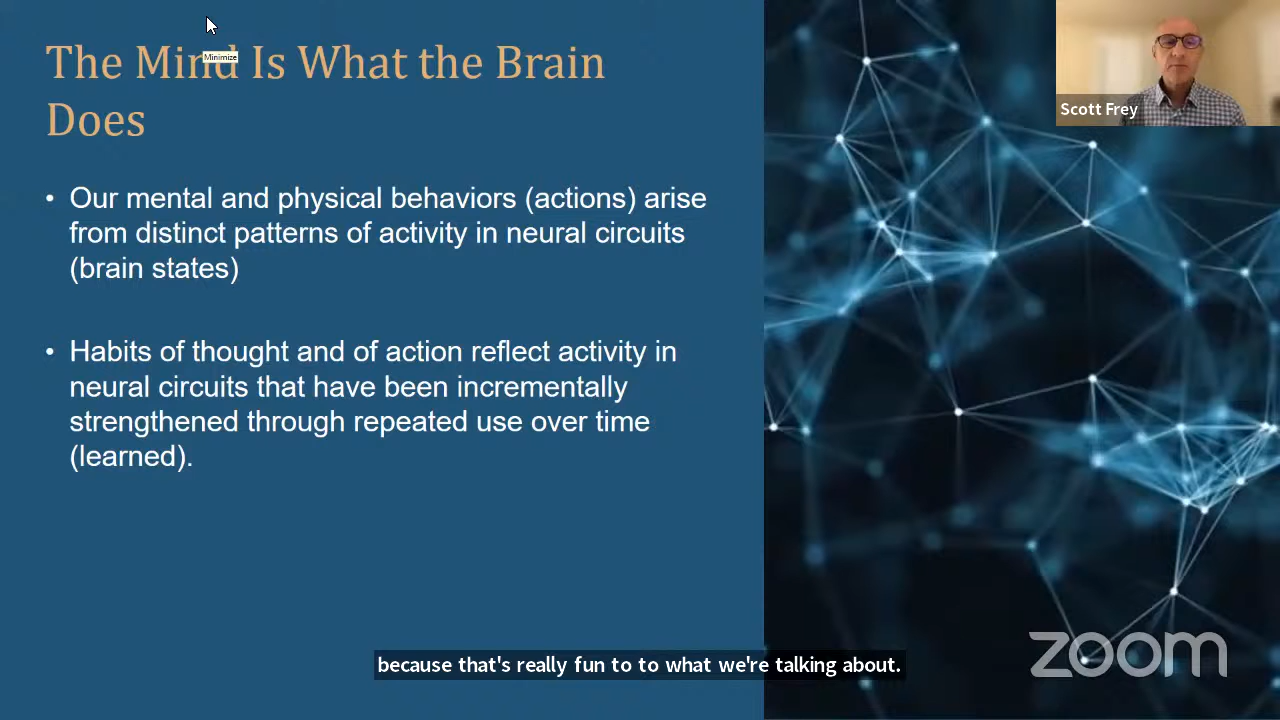 The Mind Is What the Brain
Minimize
Does
• Our mental and physical behaviors (actions) arise
from distinct patterns of activity in neural circuits
(brain states)
• Habits of thought and of action reflect activity in
neural circuits that have been incrementally
strengthened through repeated use over time
(learned).
Scott Frey
because that's really fun to to what we're talking about.
zoom